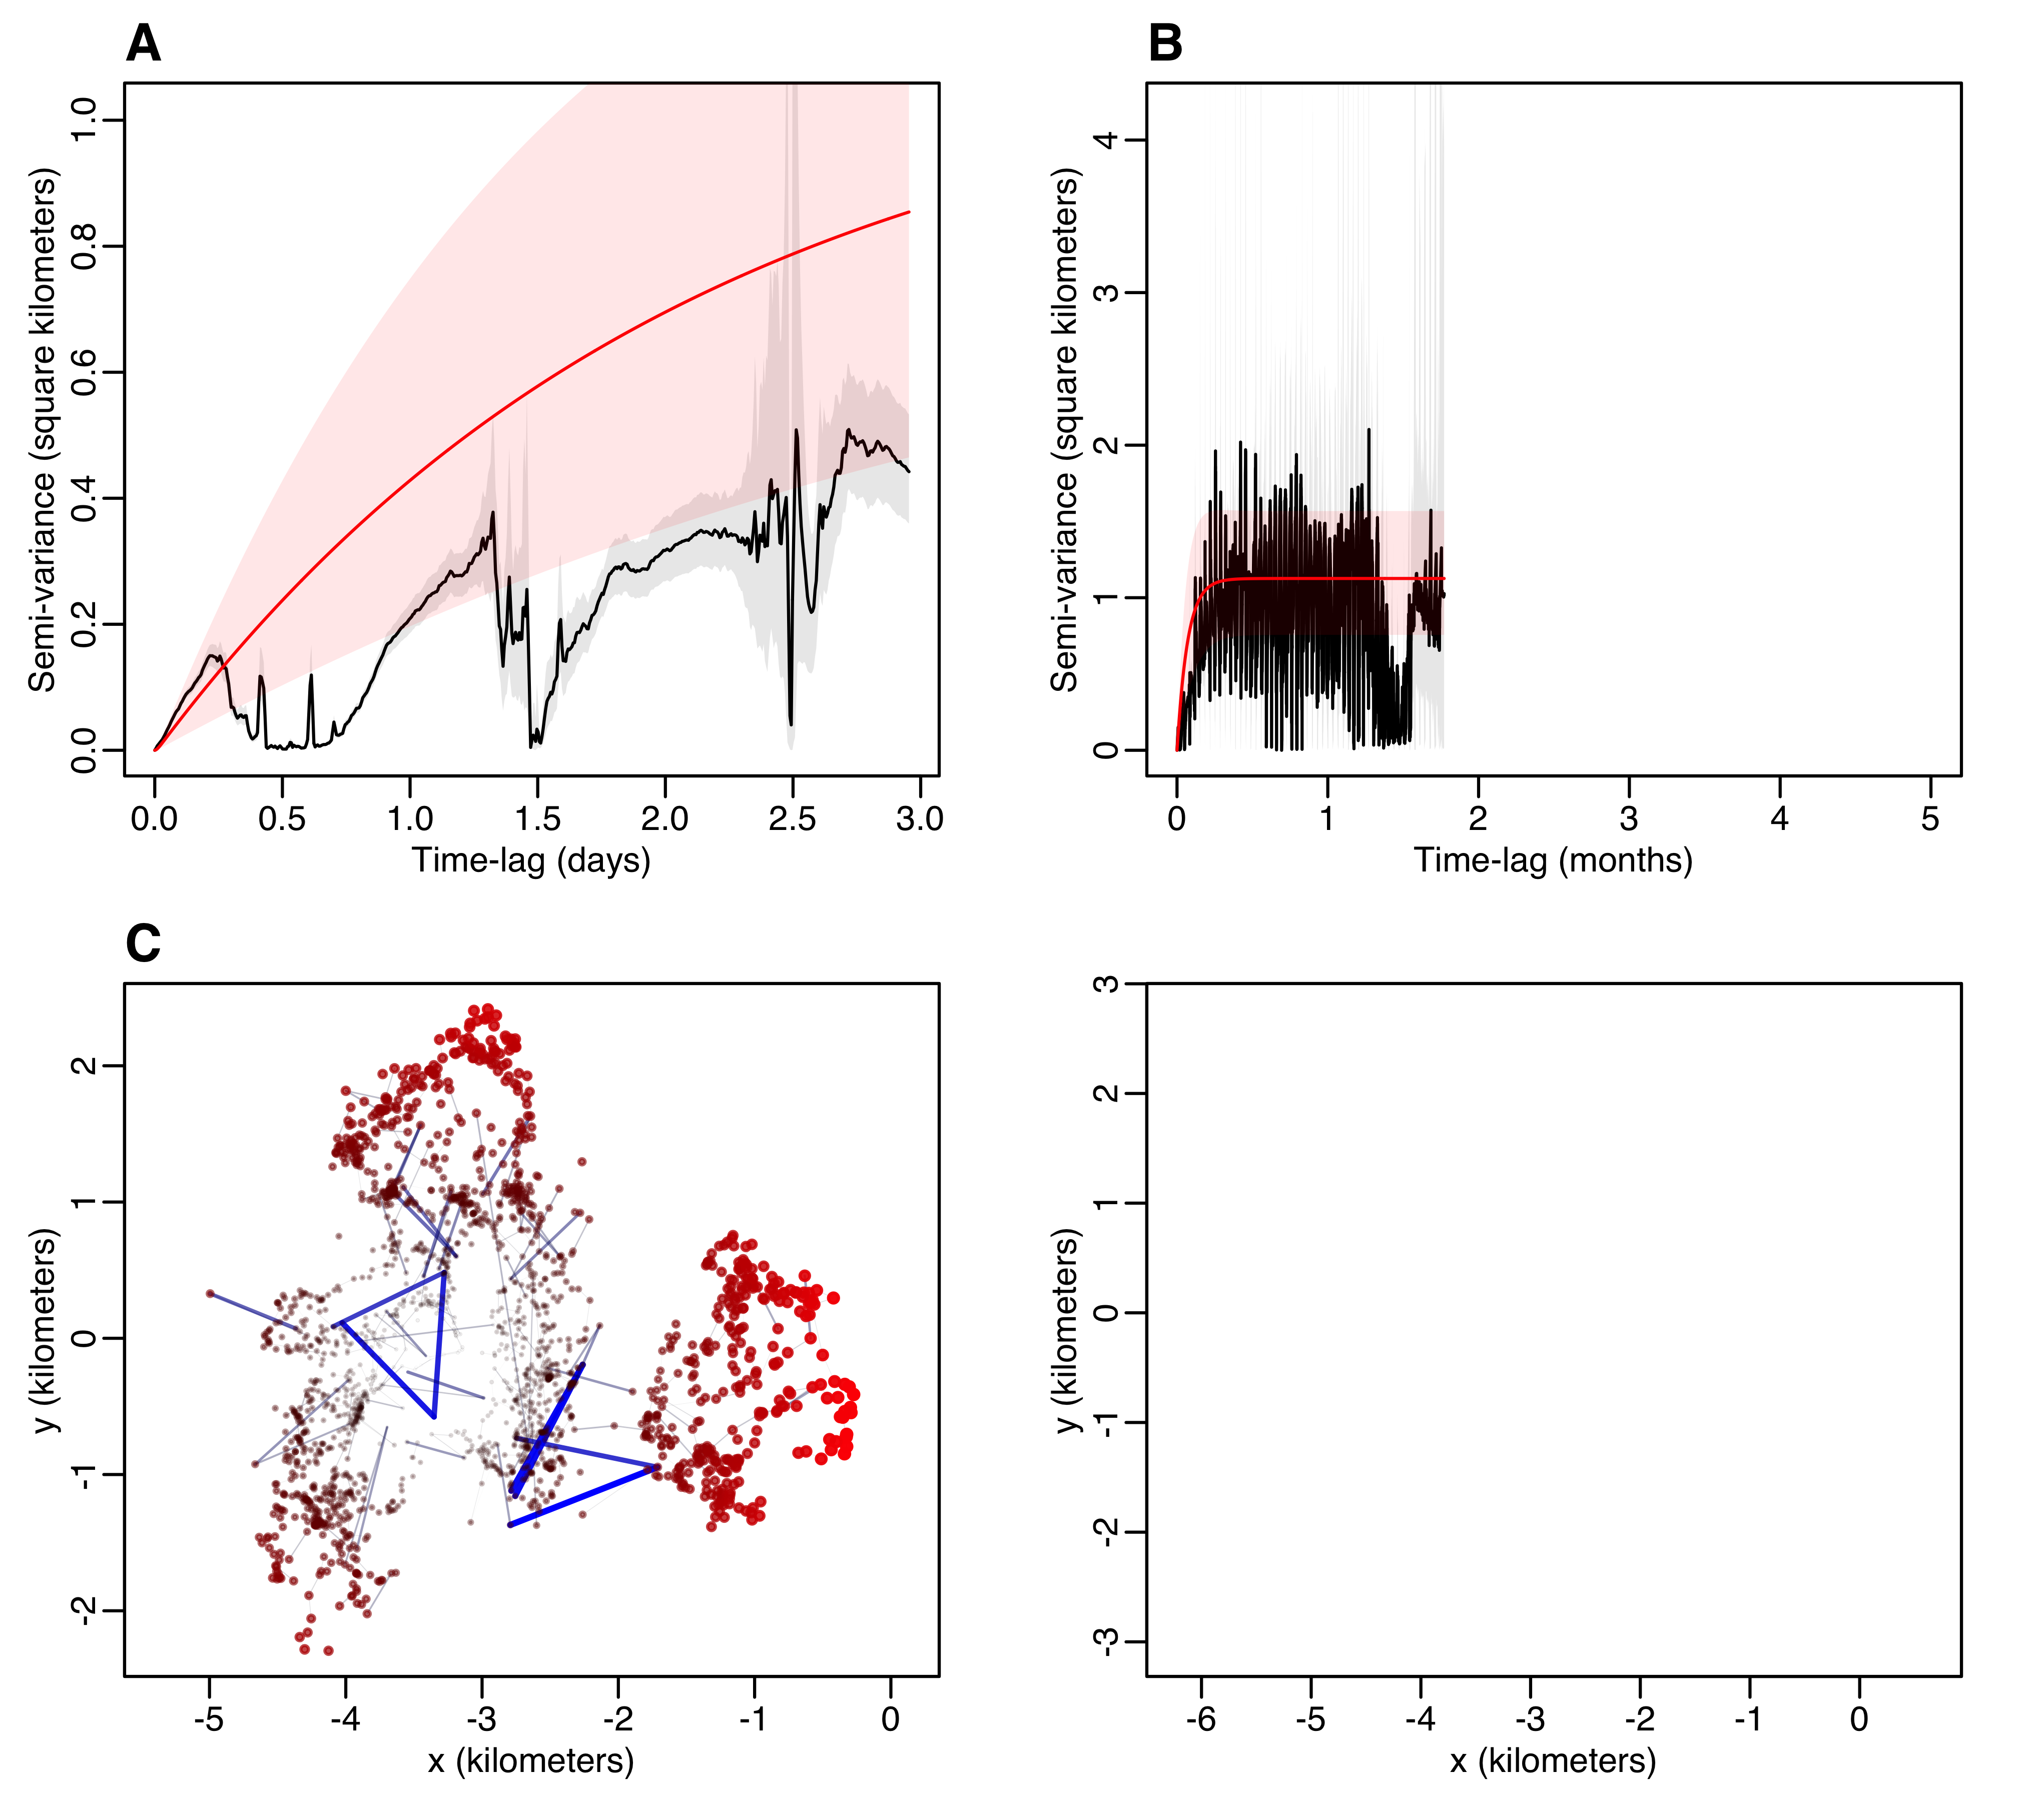 A
Semi-variance (square kilometers)
1.0
0.8
0.6
0.4
0.2
0.0
0.0 0.5 1.0 1.5 2.0 2.5 3.0
Time-lag (days)
B
Semi-variance (square kilometers)
4
3
2
1
0
0 1 2 3 4 5
Time-lag (months)
C
y (kilometers)
2
1
0
-1
-2
-5 -4 -3 -2 -1 0
x (kilometers)
y (kilometers)
3
2
1
0
-1
-2
-3
-6 -5 -4 -3 -2 -1 0
x (kilometers)